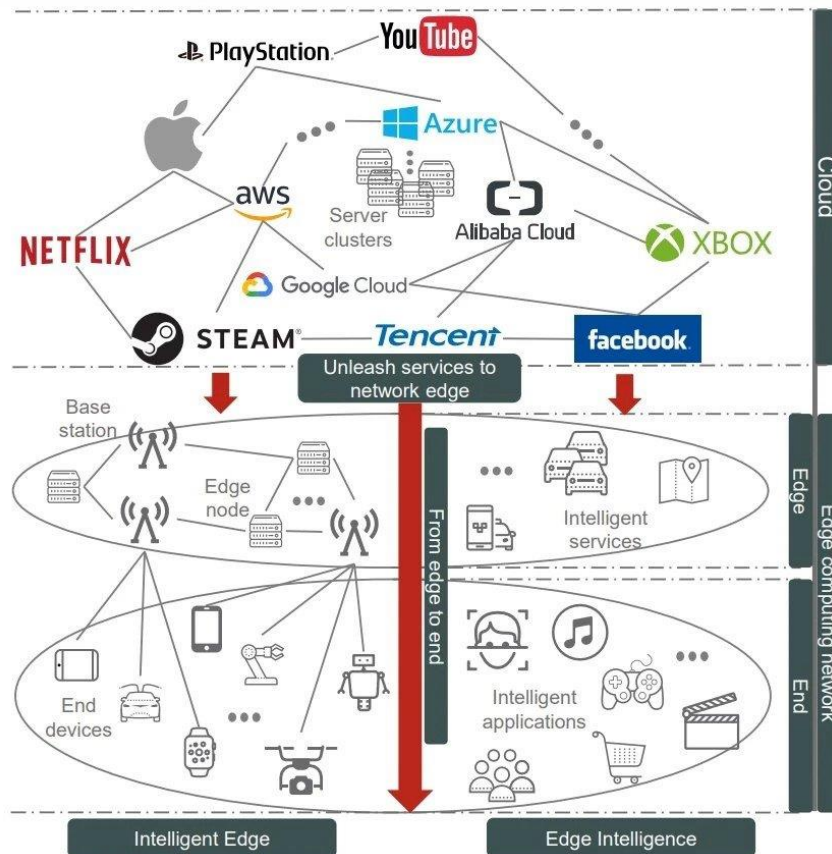 PlayStation.
YouTube
Azure
aws
Server
clusters
Alibaba Cloud
NETFLIX
XBOX
Google Cloud
STEAM®
Tencent
facebook.
Cloud
Unleash services to
network edge
Base
station
Edge
node
Intelligent
services
Edge
From edge to end
Edge computing network
End
devices
Intelligent
applications
End
Intelligent Edge
Edge Intelligence